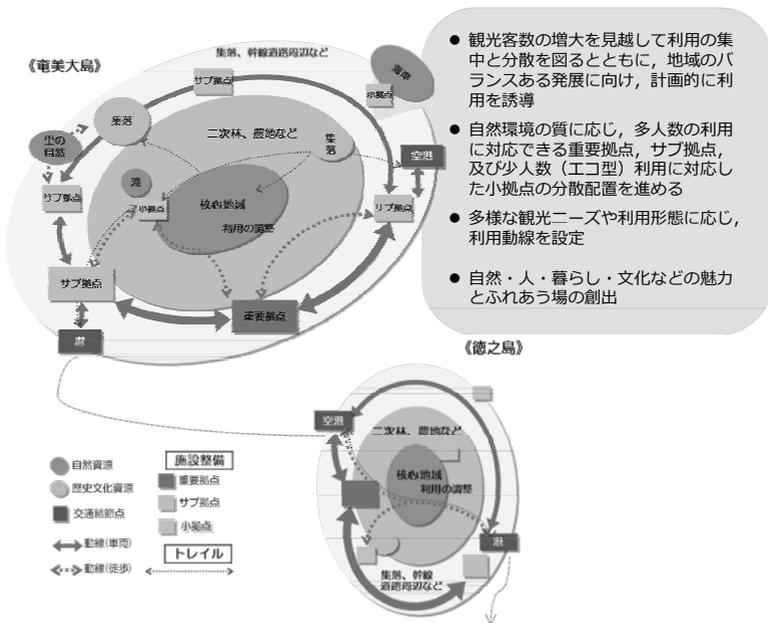 《奄美大島》
集落、幹線道路周辺など
サブ拠点
海岸
小拠点
集落
二次林、農地など
集
落
里の
自然
空港
サブ拠点
滝
小拠点
核心地域
利用の調整
サブ拠点
サブ拠点
重要拠点
港
● 観光客数の増大を見越して利用の集
中と分散を図るとともに，地域のバ
ランスある発展に向け，計画的に利
用を誘導
● 自然環境の質に応じ，多人数の利用
に対応できる重要拠点，サブ拠点，
及び少人数（エコ型）利用に対応し
た小拠点の分散配置を進める
● 多様な観光ニーズや利用形態に応じ，
利用動線を設定
● 自然・人・暮らし・文化などの魅力
とふれあう場の創出
《徳之島》
空港
二次林、農地など
核心地域
利用の調整
港
集落、幹線
道路周辺など
自然資源
歴史文化資源
交通結節点
動線(車両)
動線(徒歩)
施設整備
重要拠点
サブ拠点
小拠点
トレイル